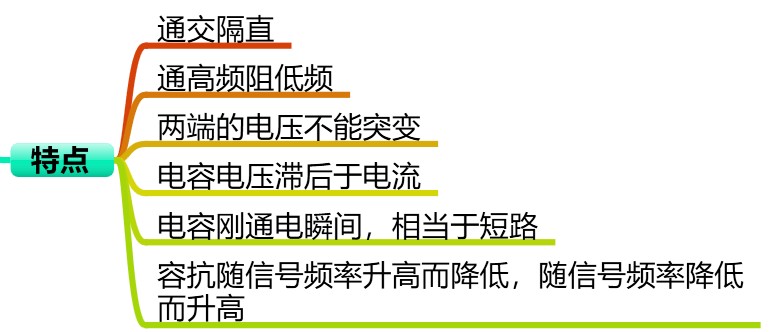 特点
通交隔直
通高频阻低频
两端的电压不能突变
电容电压滞后于电流
电容刚通电瞬间，相当于短路
容抗随信号频率升高而降低，随信号频率降低
而升高